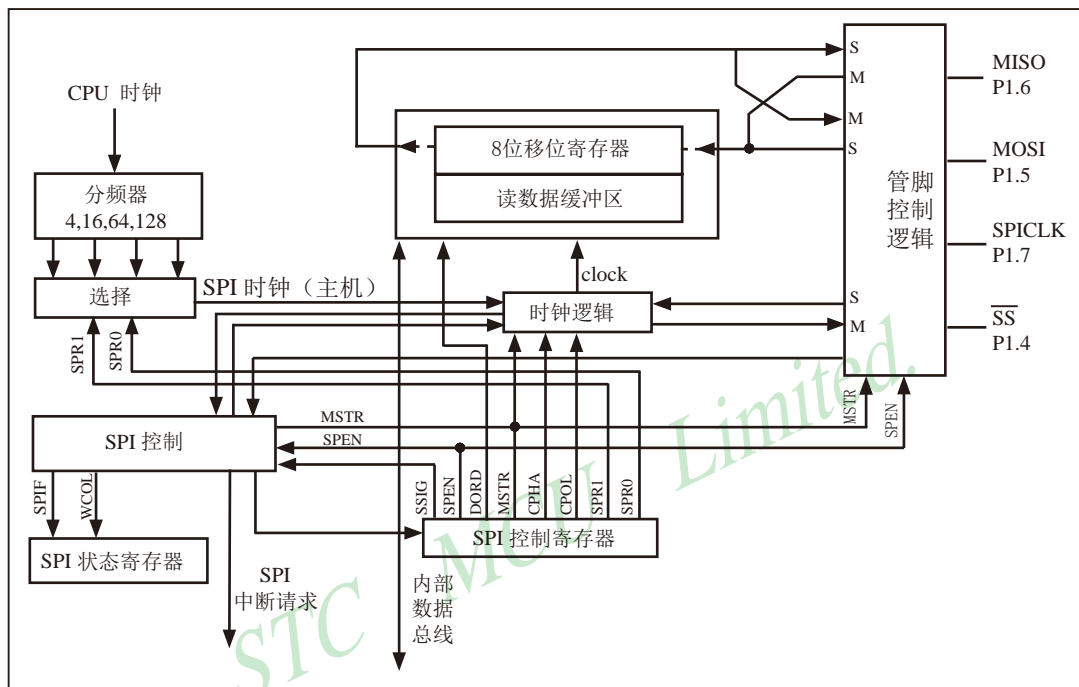 CPU 时钟
分频器
4,16,64,128
选择
SPI 时钟（主机）
SPR1
SPR0
8位移位寄存器
读数据缓冲区
clock
时钟逻辑
S
M
M
S
S
M
管脚
控制
逻辑
MISO
P1.6
MOSI
P1.5
SPICLK
P1.7
SS
P1.4
MSTR
SPEN
SPI 控制
MSTR
SPEN
SPIF
WCOL
SPI 状态寄存器
SSIG
SPEN
DORD
MSTR
CPHA
CPOL
SPR1
SPR0
SPI 控制寄存器
SPI
中断请求
内部
数据
总线
STC MCU Limited.